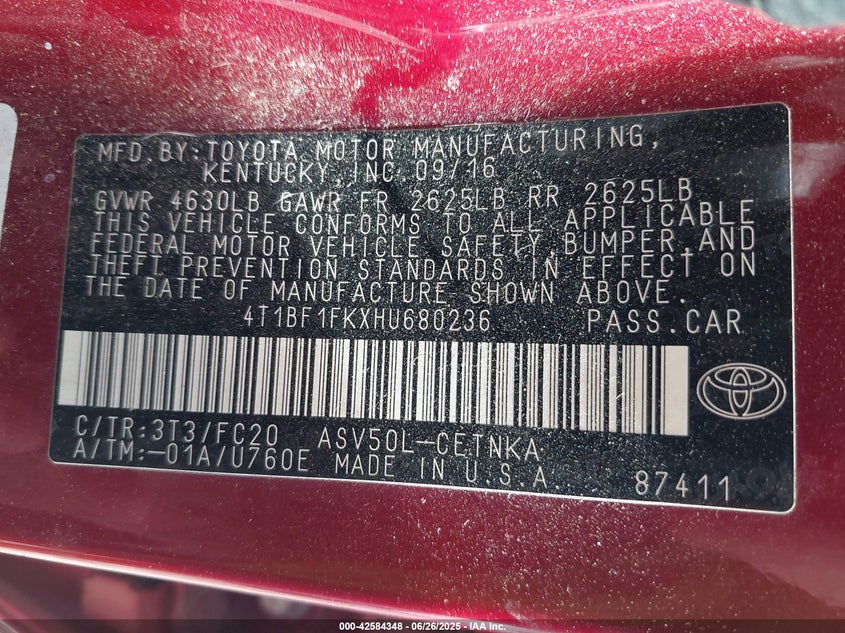 MFD. BY: TOYOTA MOTOR MANUFACTURING,
KENTUCKY, INC. 09/16
GVWR 4630LB GAWR FR 2625LB RR 2625LB
THIS VEHICLE CONFORMS TO ALL APPLICABLE
FEDERAL MOTOR VEHICLE SAFETY, BUMPER, AND
THEFT PREVENTION STANDARDS IN EFFECT ON
THE DATE OF MANUFACTURE SHOWN ABOVE.
4T1BF1FKXHU680236 PASS. CAR
C/TR: 3T3/FC20 ASV50L-CETNKA
A/TM: -01A/U760E MADE IN U.S.A.
87411
000-42584348 - 06/26/2025 - IAAI.COM